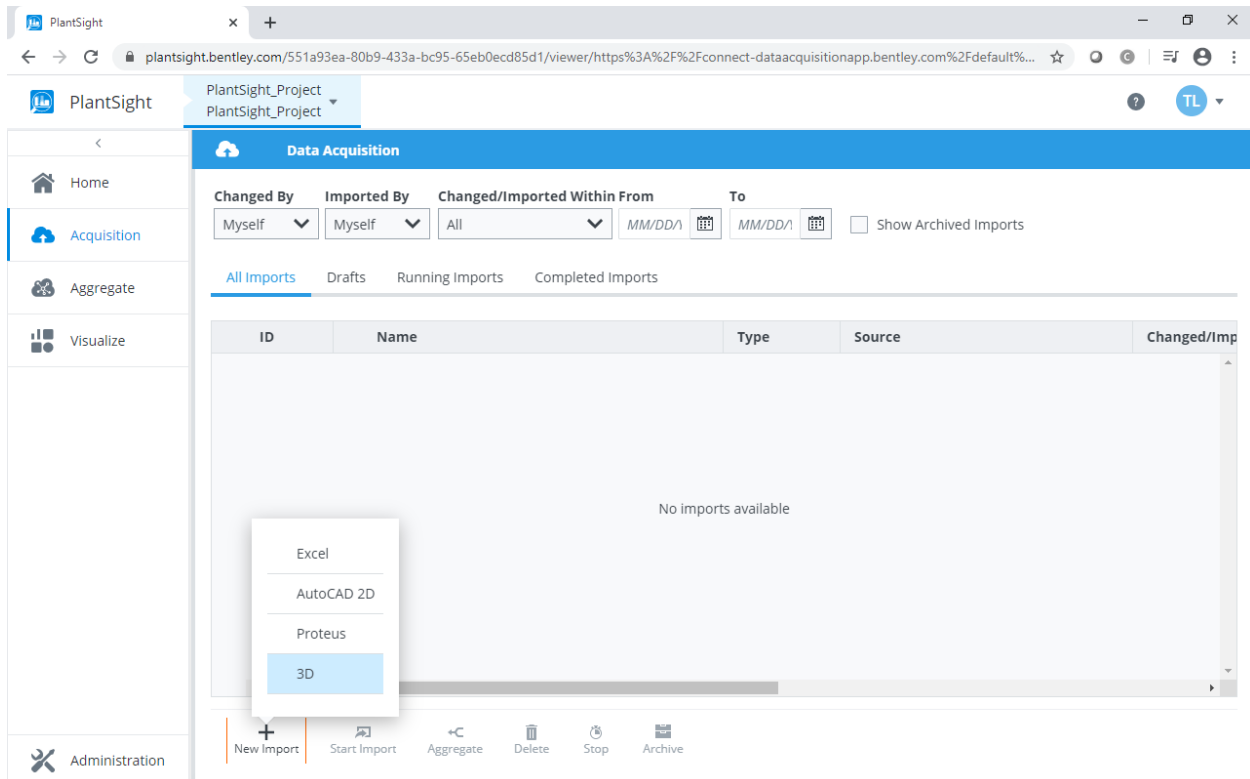 PlantSight
plantsight.bentley.com/551a93ea-80b9-433a-bc95-65eb0ecd85d1/viewer/https%3A%2F%2Fconnect-dataacquisitionapp.bentley.com%2Fdefault%...
PlantSight
PlantSight_Project
PlantSight_Project
TL
Data Acquisition
Home
Acquisition
Aggregate
Visualize
Administration
Changed By
Imported By
Changed/Imported Within
From
To
Myself
Myself
All
MM/DD/Y
MM/DD/Y
Show Archived Imports
All Imports
Drafts
Running Imports
Completed Imports
ID
Name
Type
Source
Changed/Imp
No imports available
Excel
AutoCAD 2D
Proteus
3D
New Import
Start Import
Aggregate
Delete
Stop
Archive